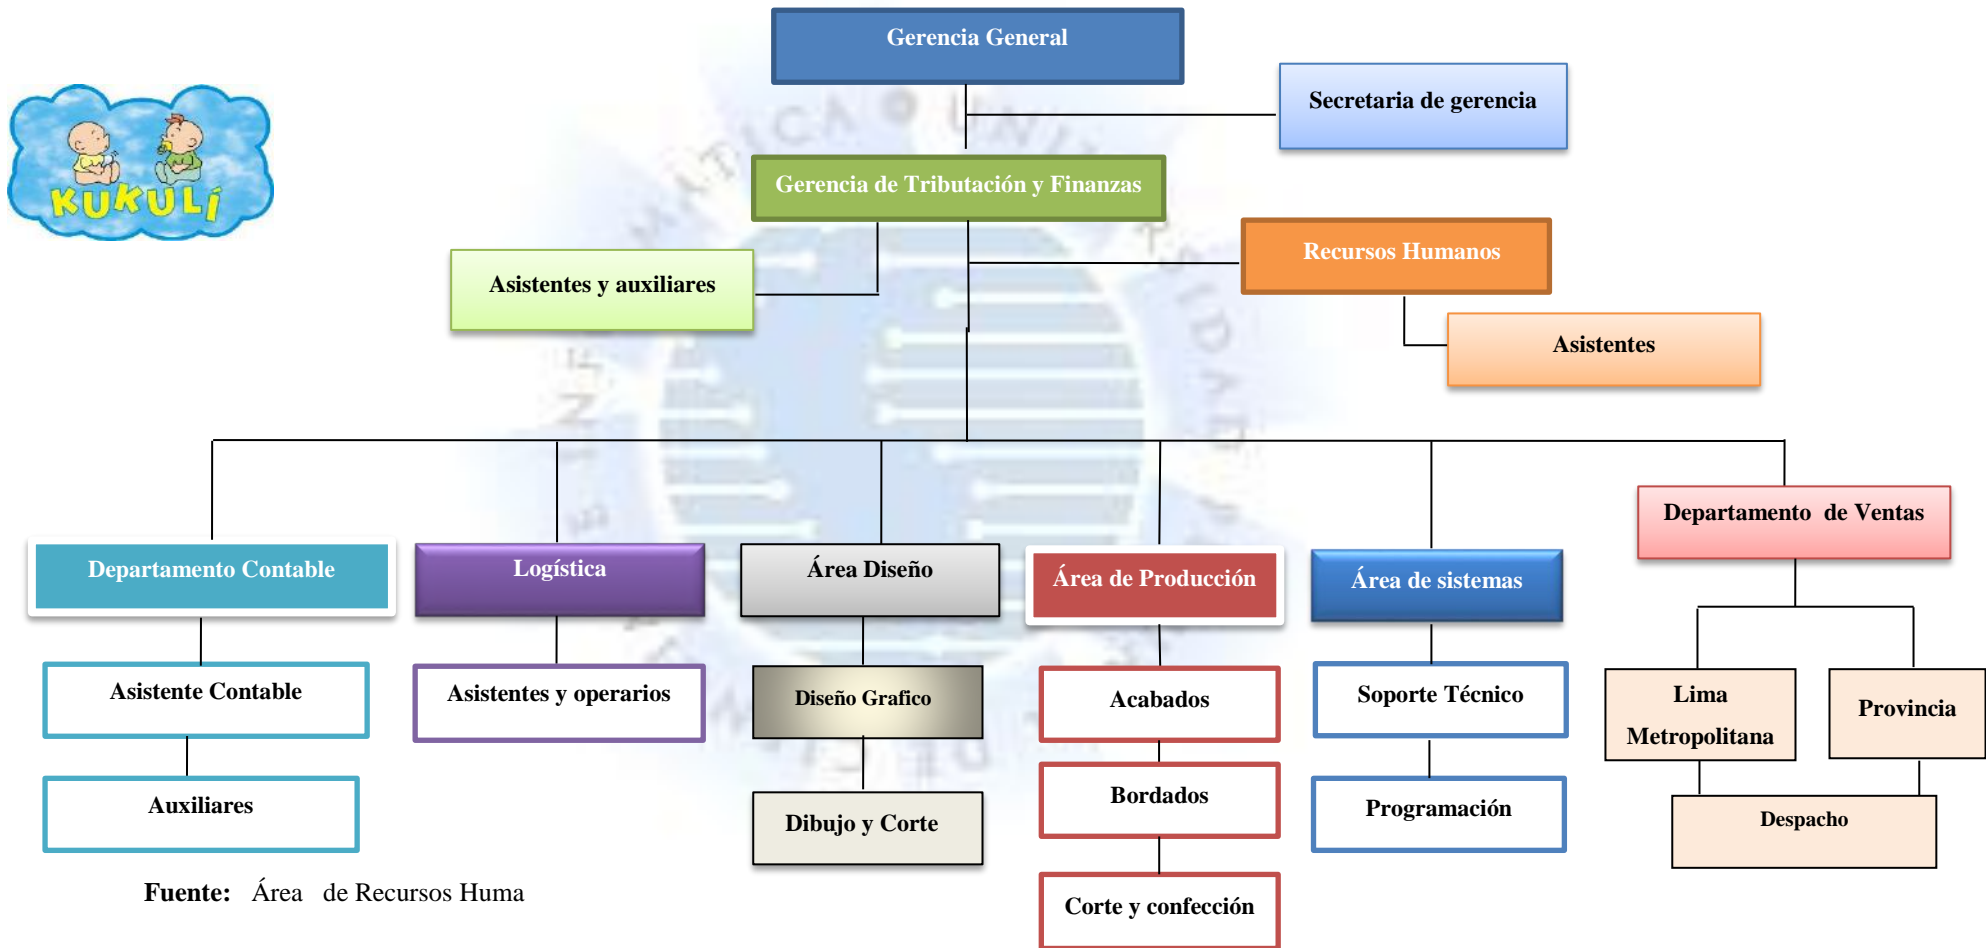 Gerencia General
Secretaria de gerencia
KUKULÍ
Gerencia de Tributación y Finanzas
Recursos Humanos
Asistentes y auxiliares
Asistentes
Departamento de Ventas
Departamento Contable
Logística
Área Diseño
Área de Producción
Área de sistemas
Asistente Contable
Asistentes y operarios
Diseño Grafico
Acabados
Soporte Técnico
Lima
Metropolitana
Provincia
Auxiliares
Dibujo y Corte
Bordados
Programación
Despacho
Corte y confección
Fuente: Área de Recursos Huma